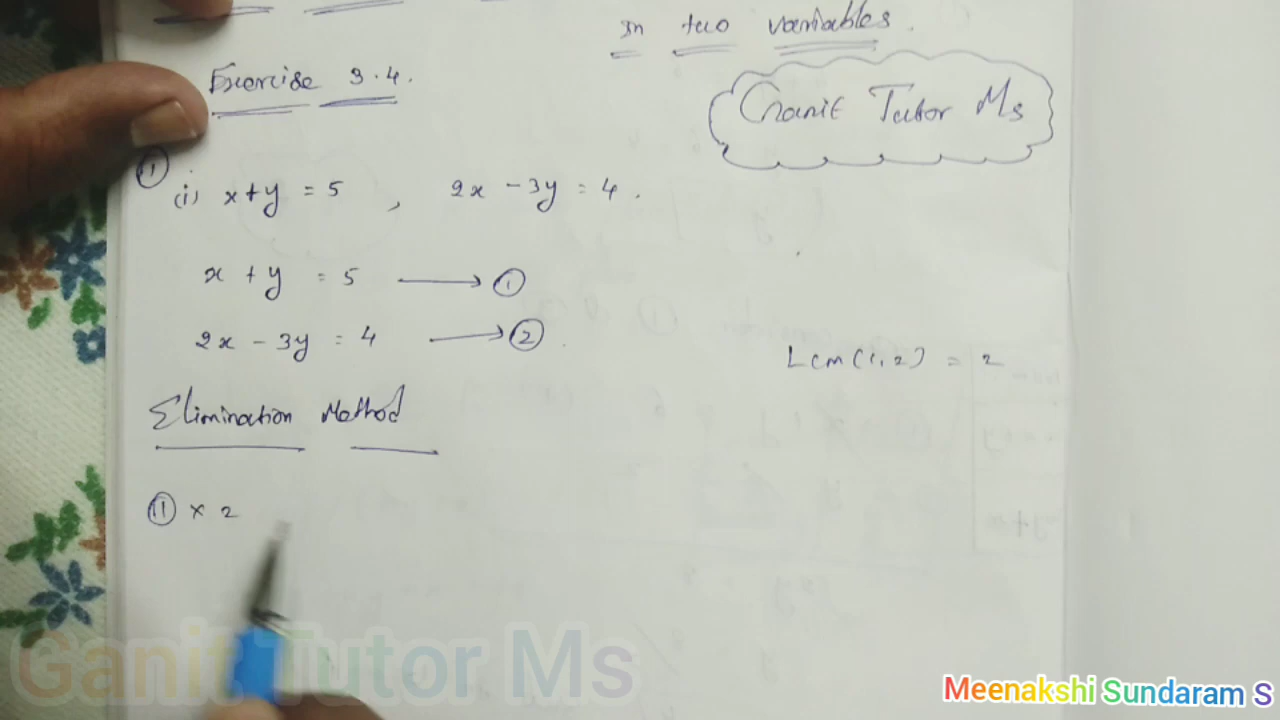 in two variables.
Exercise 3.4.
Ganit Tutor Ms
①
(i) x + y = 5 , 2x - 3y = 4.
x + y = 5 ⟶ ①
2x - 3y = 4 ⟶ ②
Lcm (1, 2) = 2
Elimination Method
① × 2
Ganit Tutor Ms
Meenakshi Sundaram S